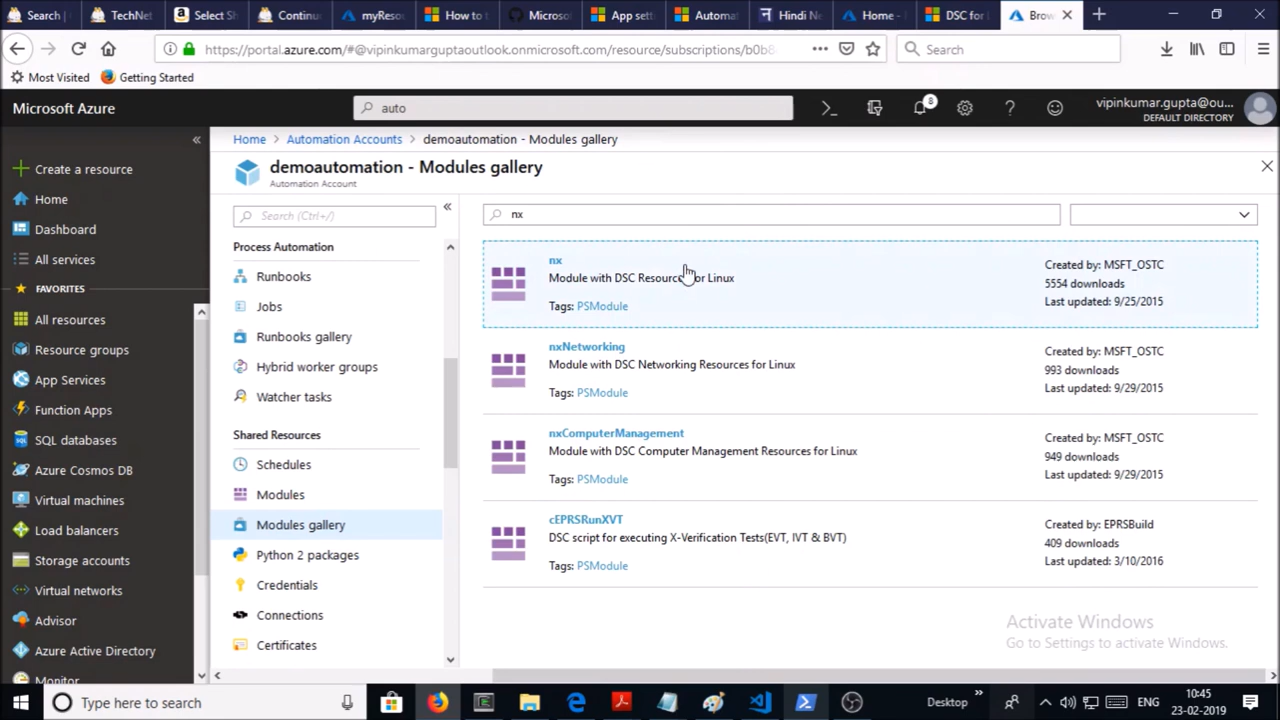 Search |
TechNet
Select Sh
Continu
myResou
How to t
Microso
App sett
Automat
Hindi Ne
Home -
DSC for L
Brow
https://portal.azure.com/#@vipinkumarguptaoutlook.onmicrosoft.com/resource/subscriptions/b0b8
Search
Most Visited
Getting Started
Microsoft Azure
auto
8
vipinkumar.gupta@ou...
DEFAULT DIRECTORY
Create a resource
Home
Dashboard
All services
FAVORITES
All resources
Resource groups
App Services
Function Apps
SQL databases
Azure Cosmos DB
Virtual machines
Load balancers
Storage accounts
Virtual networks
Advisor
Azure Active Directory
Monitor
Home > Automation Accounts > demoautomation - Modules gallery
demoautomation - Modules gallery
Automation Account
Search (Ctrl+/)
Process Automation
Runbooks
Jobs
Runbooks gallery
Hybrid worker groups
Watcher tasks
Shared Resources
Schedules
Modules
Modules gallery
Python 2 packages
Credentials
Connections
Certificates
nx
nx
Module with DSC Resources for Linux
Tags: PSModule
Created by: MSFT_OSTC
5554 downloads
Last updated: 9/25/2015
nxNetworking
Module with DSC Networking Resources for Linux
Tags: PSModule
Created by: MSFT_OSTC
993 downloads
Last updated: 9/29/2015
nxComputerManagement
Module with DSC Computer Management Resources for Linux
Tags: PSModule
Created by: MSFT_OSTC
949 downloads
Last updated: 9/29/2015
cEPRSRunXVT
DSC script for executing X-Verification Tests(EVT, IVT & BVT)
Tags: PSModule
Created by: EPRSBuild
409 downloads
Last updated: 3/10/2016
Activate Windows
Go to Settings to activate Windows.
Type here to search
Desktop
ENG
10:45
23-02-2019